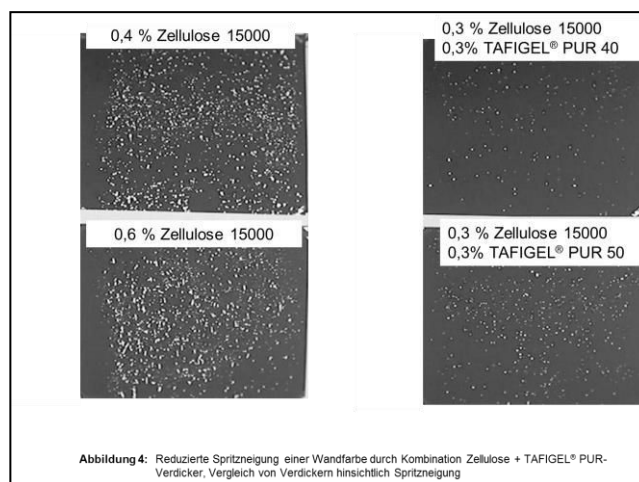 0,4 % Zellulose 15000
0,3 % Zellulose 15000
0,3% TAFIGEL® PUR 40
0,6 % Zellulose 15000
0,3 % Zellulose 15000
0,3% TAFIGEL® PUR 50
Abbildung 4: Reduzierte Spritzneigung einer Wandfarbe durch Kombination Zellulose + TAFIGEL® PUR-
Verdicker, Vergleich von Verdickern hinsichtlich Spritzneigung